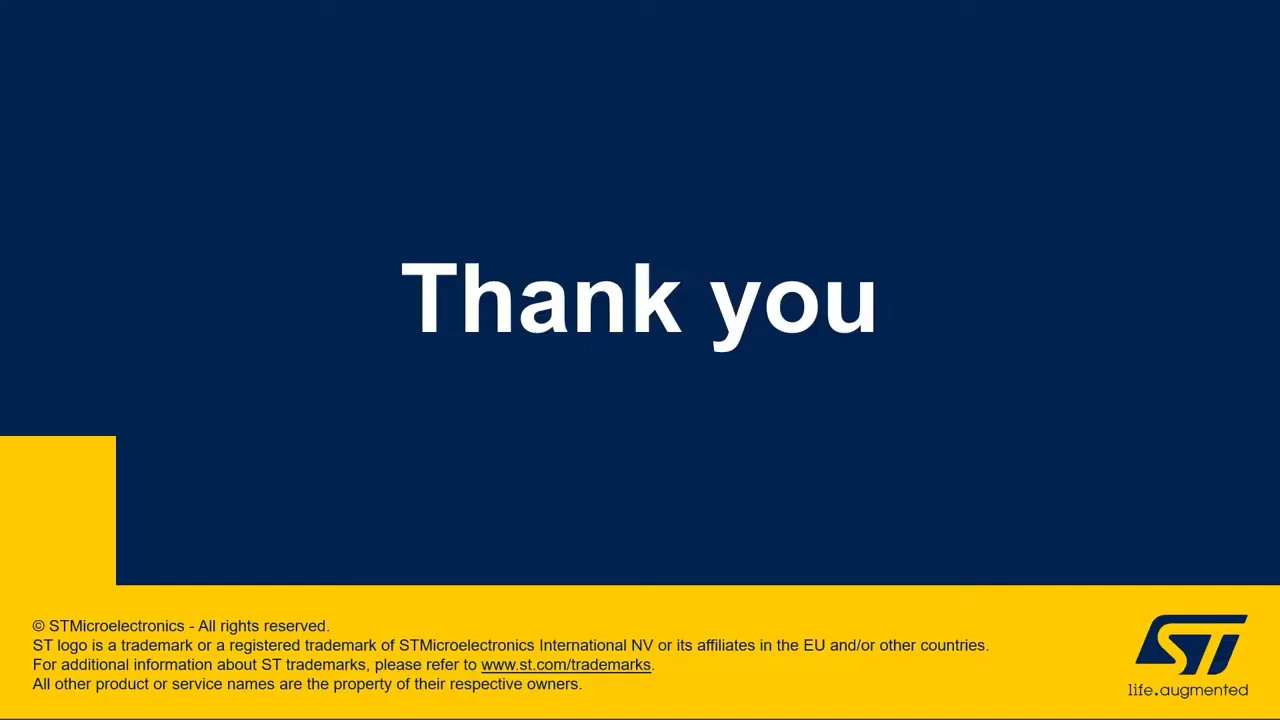 Thank you
© STMicroelectronics - All rights reserved.
ST logo is a trademark or a registered trademark of STMicroelectronics International NV or its affiliates in the EU and/or other countries.
For additional information about ST trademarks, please refer to www.st.com/trademarks.
All other product or service names are the property of their respective owners.
ST
life.augmented